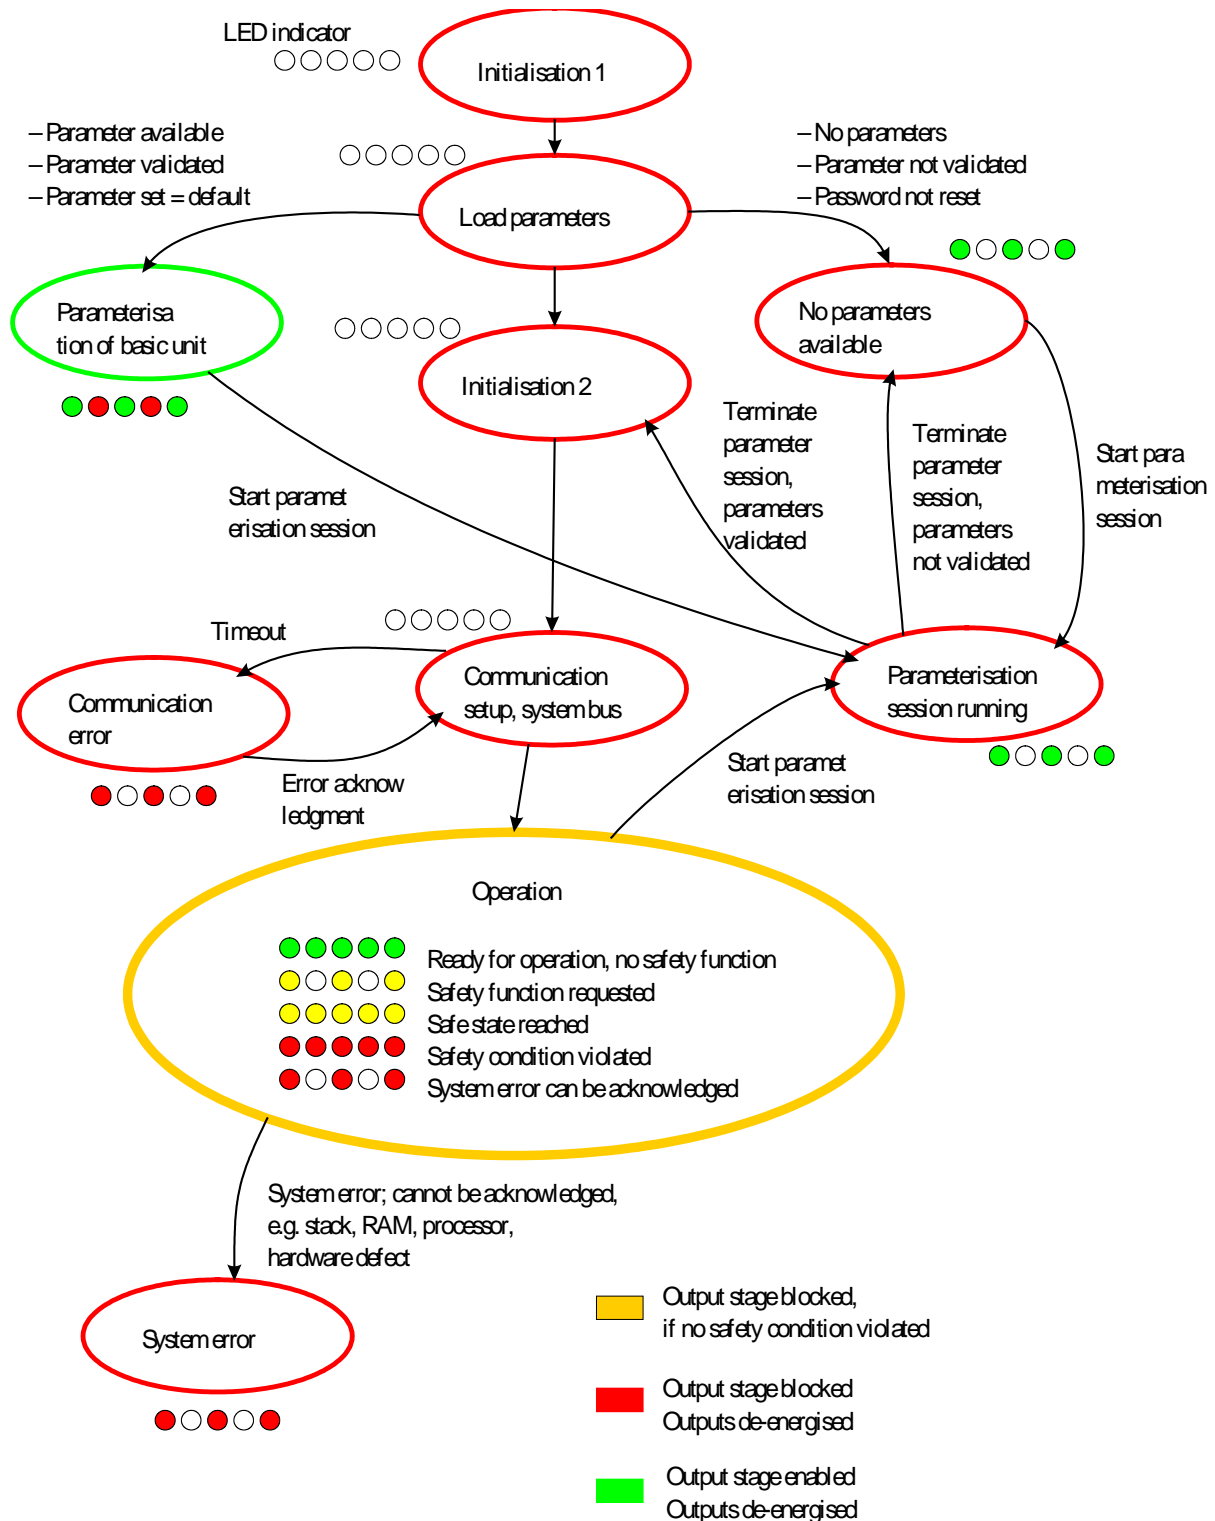 LED indicator
Initialisation 1
– Parameter available
– Parameter validated
– Parameter set = default
– No parameters
– Parameter not validated
– Password not reset
Load parameters
Parameterisa
tion of basic unit
No parameters
available
Initialisation 2
Terminate
parameter
session,
parameters
validated
Terminate
parameter
session,
parameters
not validated
Start para
meterisation
session
Start paramet
erisation session
Timeout
Communication
error
Communication
setup, system bus
Parameterisation
session running
Error acknow
ledgment
Start paramet
erisation session
Operation
Ready for operation, no safety function
Safety function requested
Safe state reached
Safety condition violated
System error can be acknowledged
System error; cannot be acknowledged,
e.g. stack, RAM, processor,
hardware defect
System error
Output stage blocked,
if no safety condition violated
Output stage blocked
Outputs de-energised
Output stage enabled
Outputs de-energised